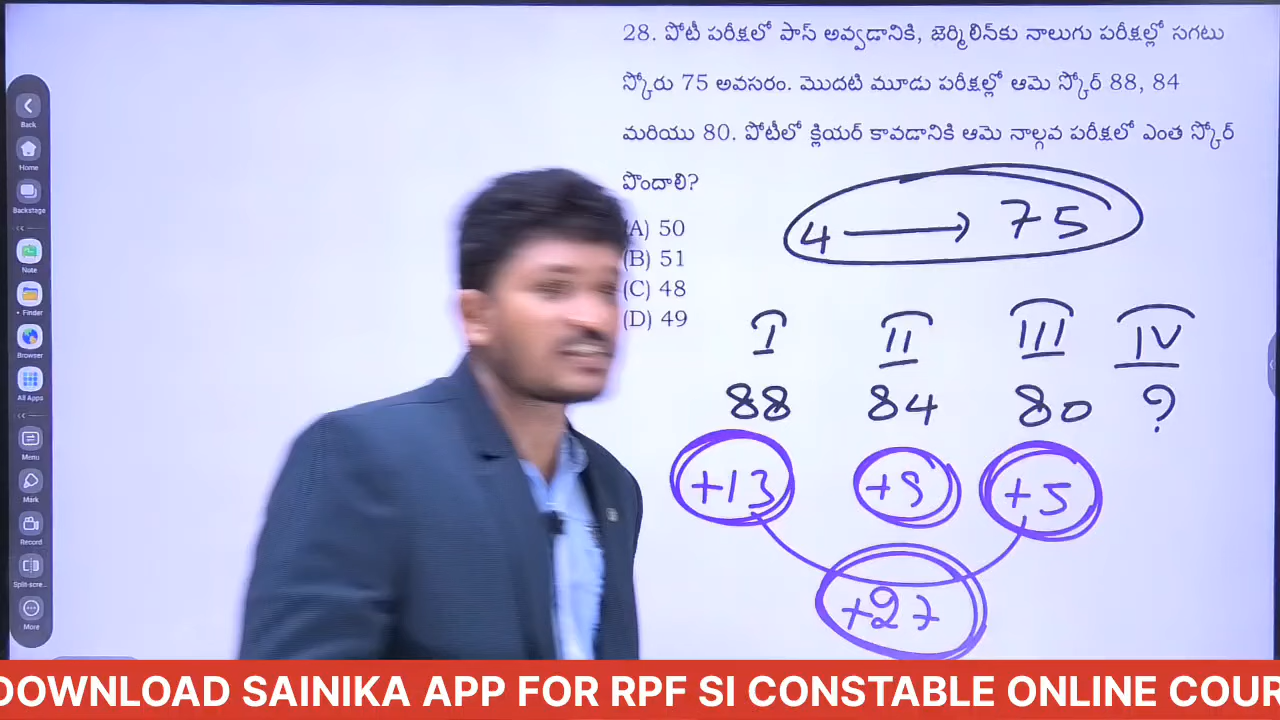 28. పోటీ పరీక్షలో పాస్ అవ్వడానికి, జెర్మిలిన్‌కు నాలుగు పరీక్షల్లో సగటు
స్కోరు 75 అవసరం. మొదటి మూడు పరీక్షల్లో ఆమె స్కోర్ 88, 84
మరియు 80. పోటీలో క్లియర్ కావడానికి ఆమె నాల్గవ పరీక్షలో ఎంత స్కోర్
పొందాలి?
(A) 50
(B) 51
(C) 48
(D) 49
4 → 75
I II III IV
88 84 80 ?
+13 +9 +5
+27
Back
Home
Backstage
Note
Finder
Browser
All Apps
Menu
Mark
Record
Split-scre...
More
DOWNLOAD SAINIKA APP FOR RPF SI CONSTABLE ONLINE COUR